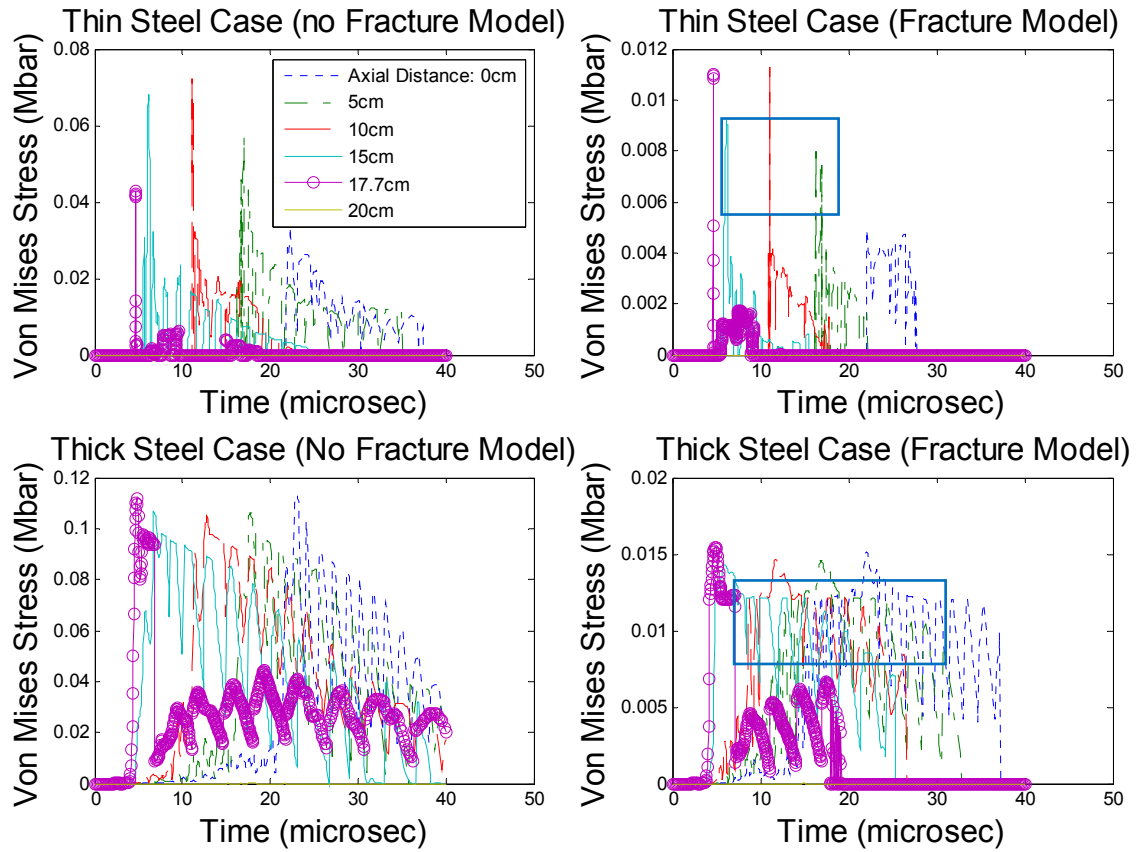 Thin Steel Case (no Fracture Model)
Von Mises Stress (Mbar)
0.08
0.06
0.04
0.02
0
0 10 20 30 40 50
Time (microsec)
Axial Distance: 0cm
5cm
10cm
15cm
17.7cm
20cm
Thin Steel Case (Fracture Model)
Von Mises Stress (Mbar)
0.012
0.01
0.008
0.006
0.004
0.002
0
0 10 20 30 40 50
Time (microsec)
Thick Steel Case (No Fracture Model)
Von Mises Stress (Mbar)
0.12
0.1
0.08
0.06
0.04
0.02
0
0 10 20 30 40 50
Time (microsec)
Thick Steel Case (Fracture Model)
Von Mises Stress (Mbar)
0.02
0.015
0.01
0.005
0
0 10 20 30 40 50
Time (microsec)